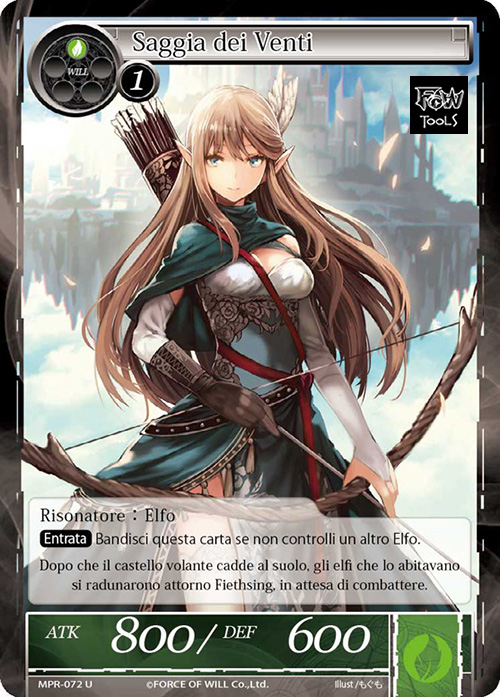 Saggia dei Venti
WILL
1
FoW
TOOLS
Risonatore : Elfo
Entrata Bandisci questa carta se non controlli un altro Elfo.
Dopo che il castello volante cadde al suolo, gli elfi che lo abitavano
si radunarono attorno Fiethsing, in attesa di combattere.
ATK 800/ DEF 600
MPR-072 U ©FORCE OF WILL Co.,Ltd. Illust/もぐも